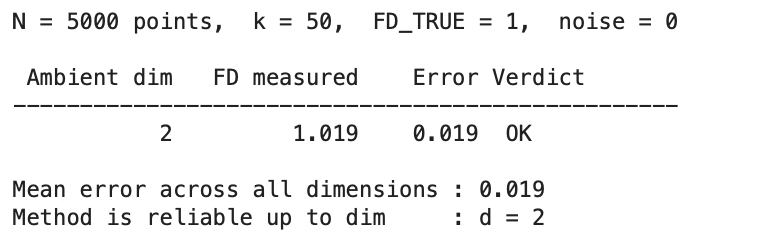 N = 5000 points,  k = 50,  FD_TRUE = 1,  noise = 0
Ambient dim   FD measured    Error Verdict
--------------------------------------------------
2         1.019    0.019  OK
Mean error across all dimensions : 0.019
Method is reliable up to dim     : d = 2